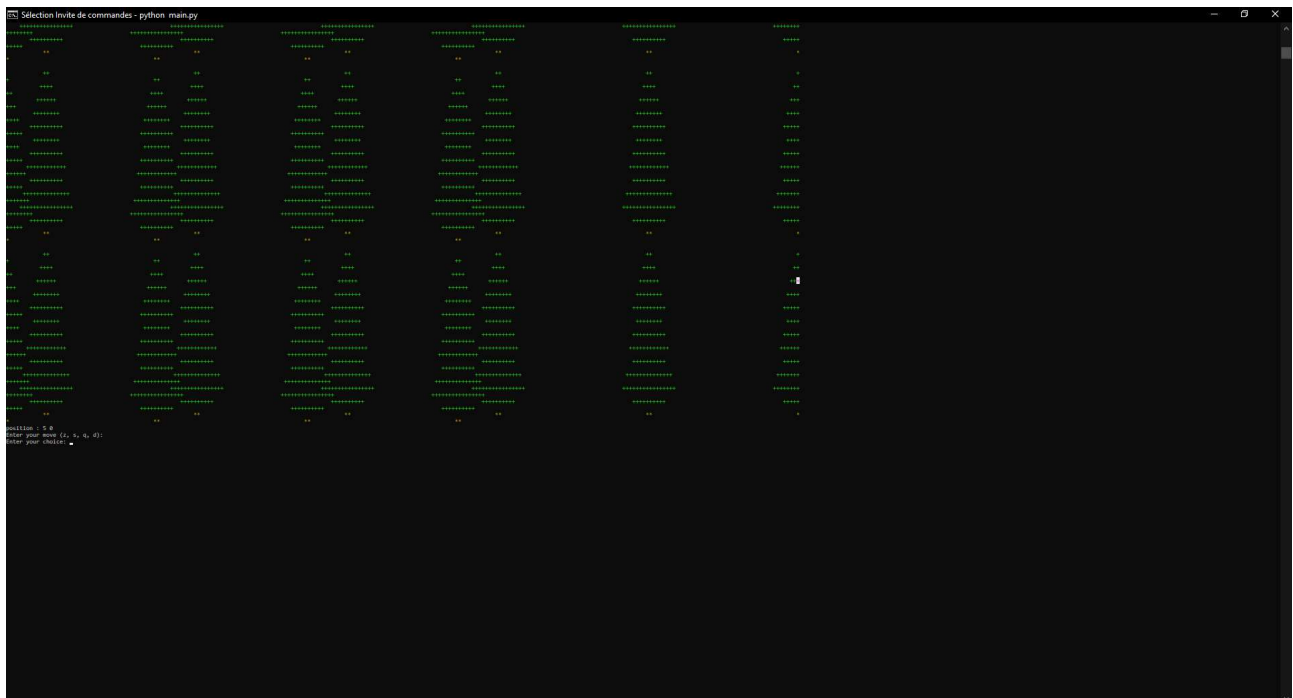 Sélection Invite de commandes - python  main.py
position : 5 0
Enter your move (z, s, q, d):
Enter your choice: